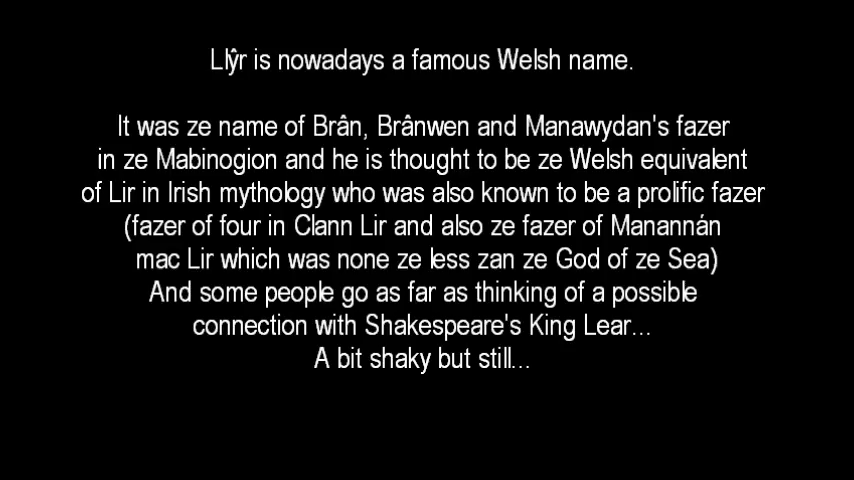 Llŷr is nowadays a famous Welsh name.
It was ze name of Brân, Brânwen and Manawydan's fazer
in ze Mabinogion and he is thought to be ze Welsh equivalent
of Lir in Irish mythology who was also known to be a prolific fazer
(fazer of four in Clann Lir and also ze fazer of Manannán
mac Lir which was none ze less zan ze God of ze Sea)
And some people go as far as thinking of a possible
connection with Shakespeare's King Lear...
A bit shaky but still...